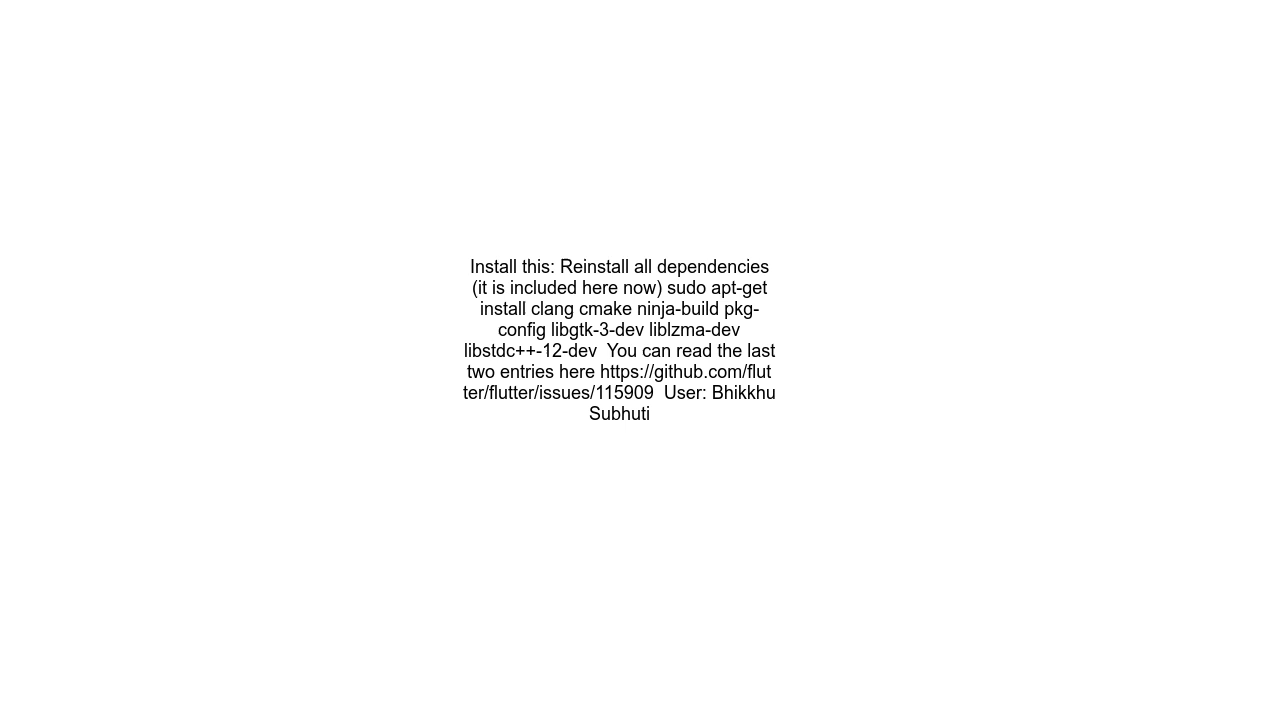 Install this: Reinstall all dependencies
(it is included here now) sudo apt-get
install clang cmake ninja-build pkg-
config libgtk-3-dev liblzma-dev
libstdc++-12-dev  You can read the last
two entries here https://github.com/flut
ter/flutter/issues/115909  User: Bhikkhu
Subhuti